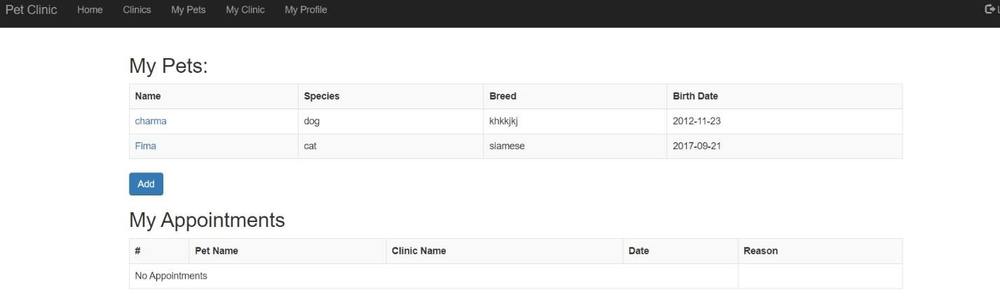 Pet Clinic Home Clinics My Pets My Clinic My Profile
My Pets:
Name Species Breed Birth Date
charma dog khkkjkj 2012-11-23
Fima cat siamese 2017-09-21
Add
My Appointments
# Pet Name Clinic Name Date Reason
No Appointments